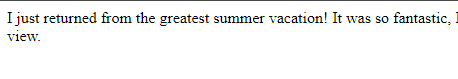 I just returned from the greatest summer vacation! It was so fantastic,
view.